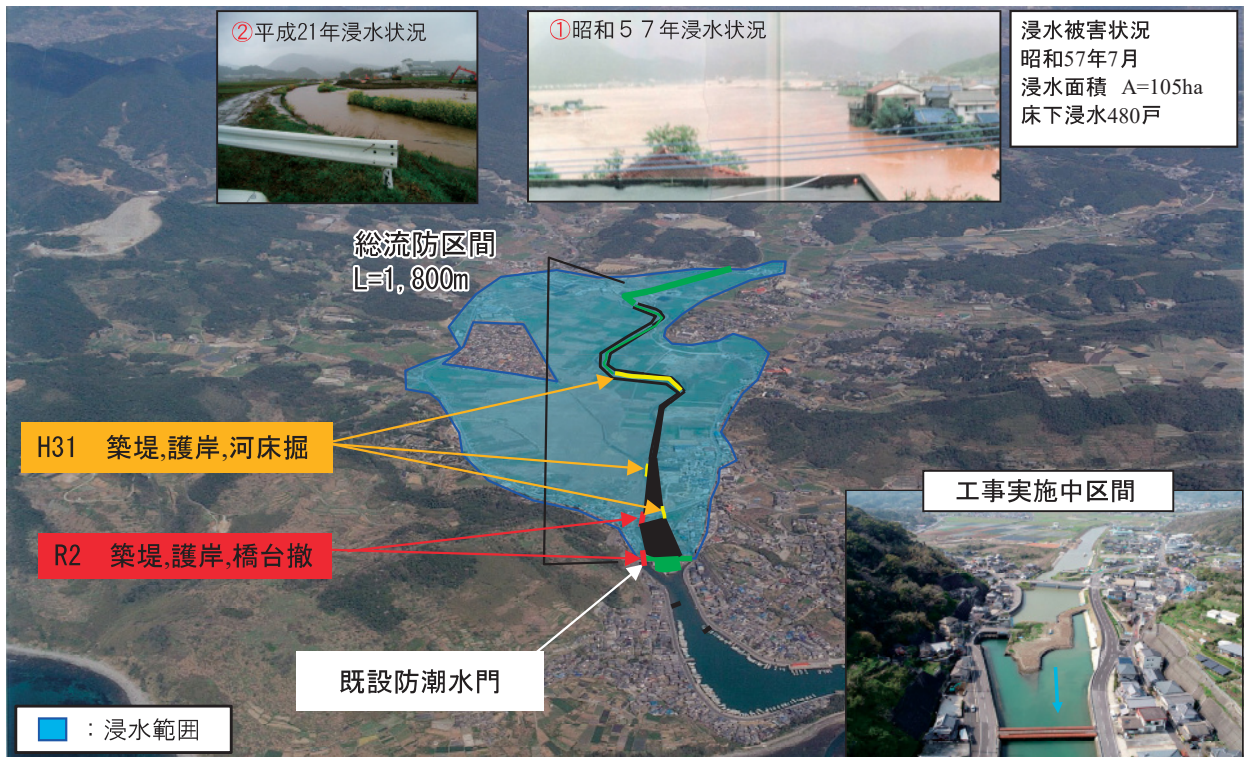 ②平成21年浸水状況
①昭和５７年浸水状況
浸水被害状況
昭和57年7月
浸水面積 A=105ha
床下浸水480戸
総流防区間
L=1,800m
H31 築堤,護岸,河床掘
R2 築堤,護岸,橋台撤
工事実施中区間
既設防潮水門
：浸水範囲